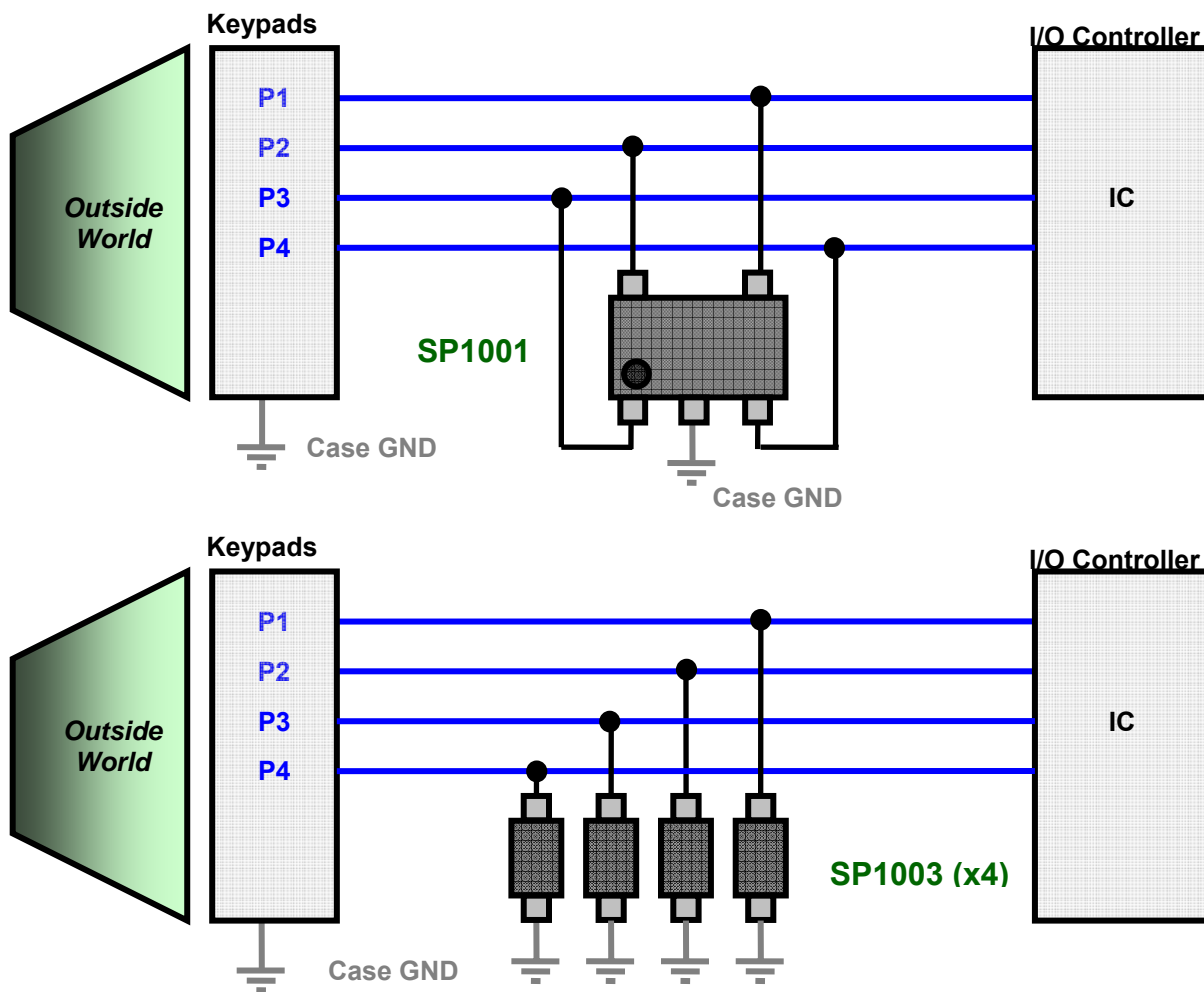 Keypads
I/O Controller
P1
P2
P3
P4
Outside
World
IC
SP1001
Case GND
Case GND
Keypads
I/O Controller
P1
P2
P3
P4
Outside
World
IC
SP1003 (x4)
Case GND